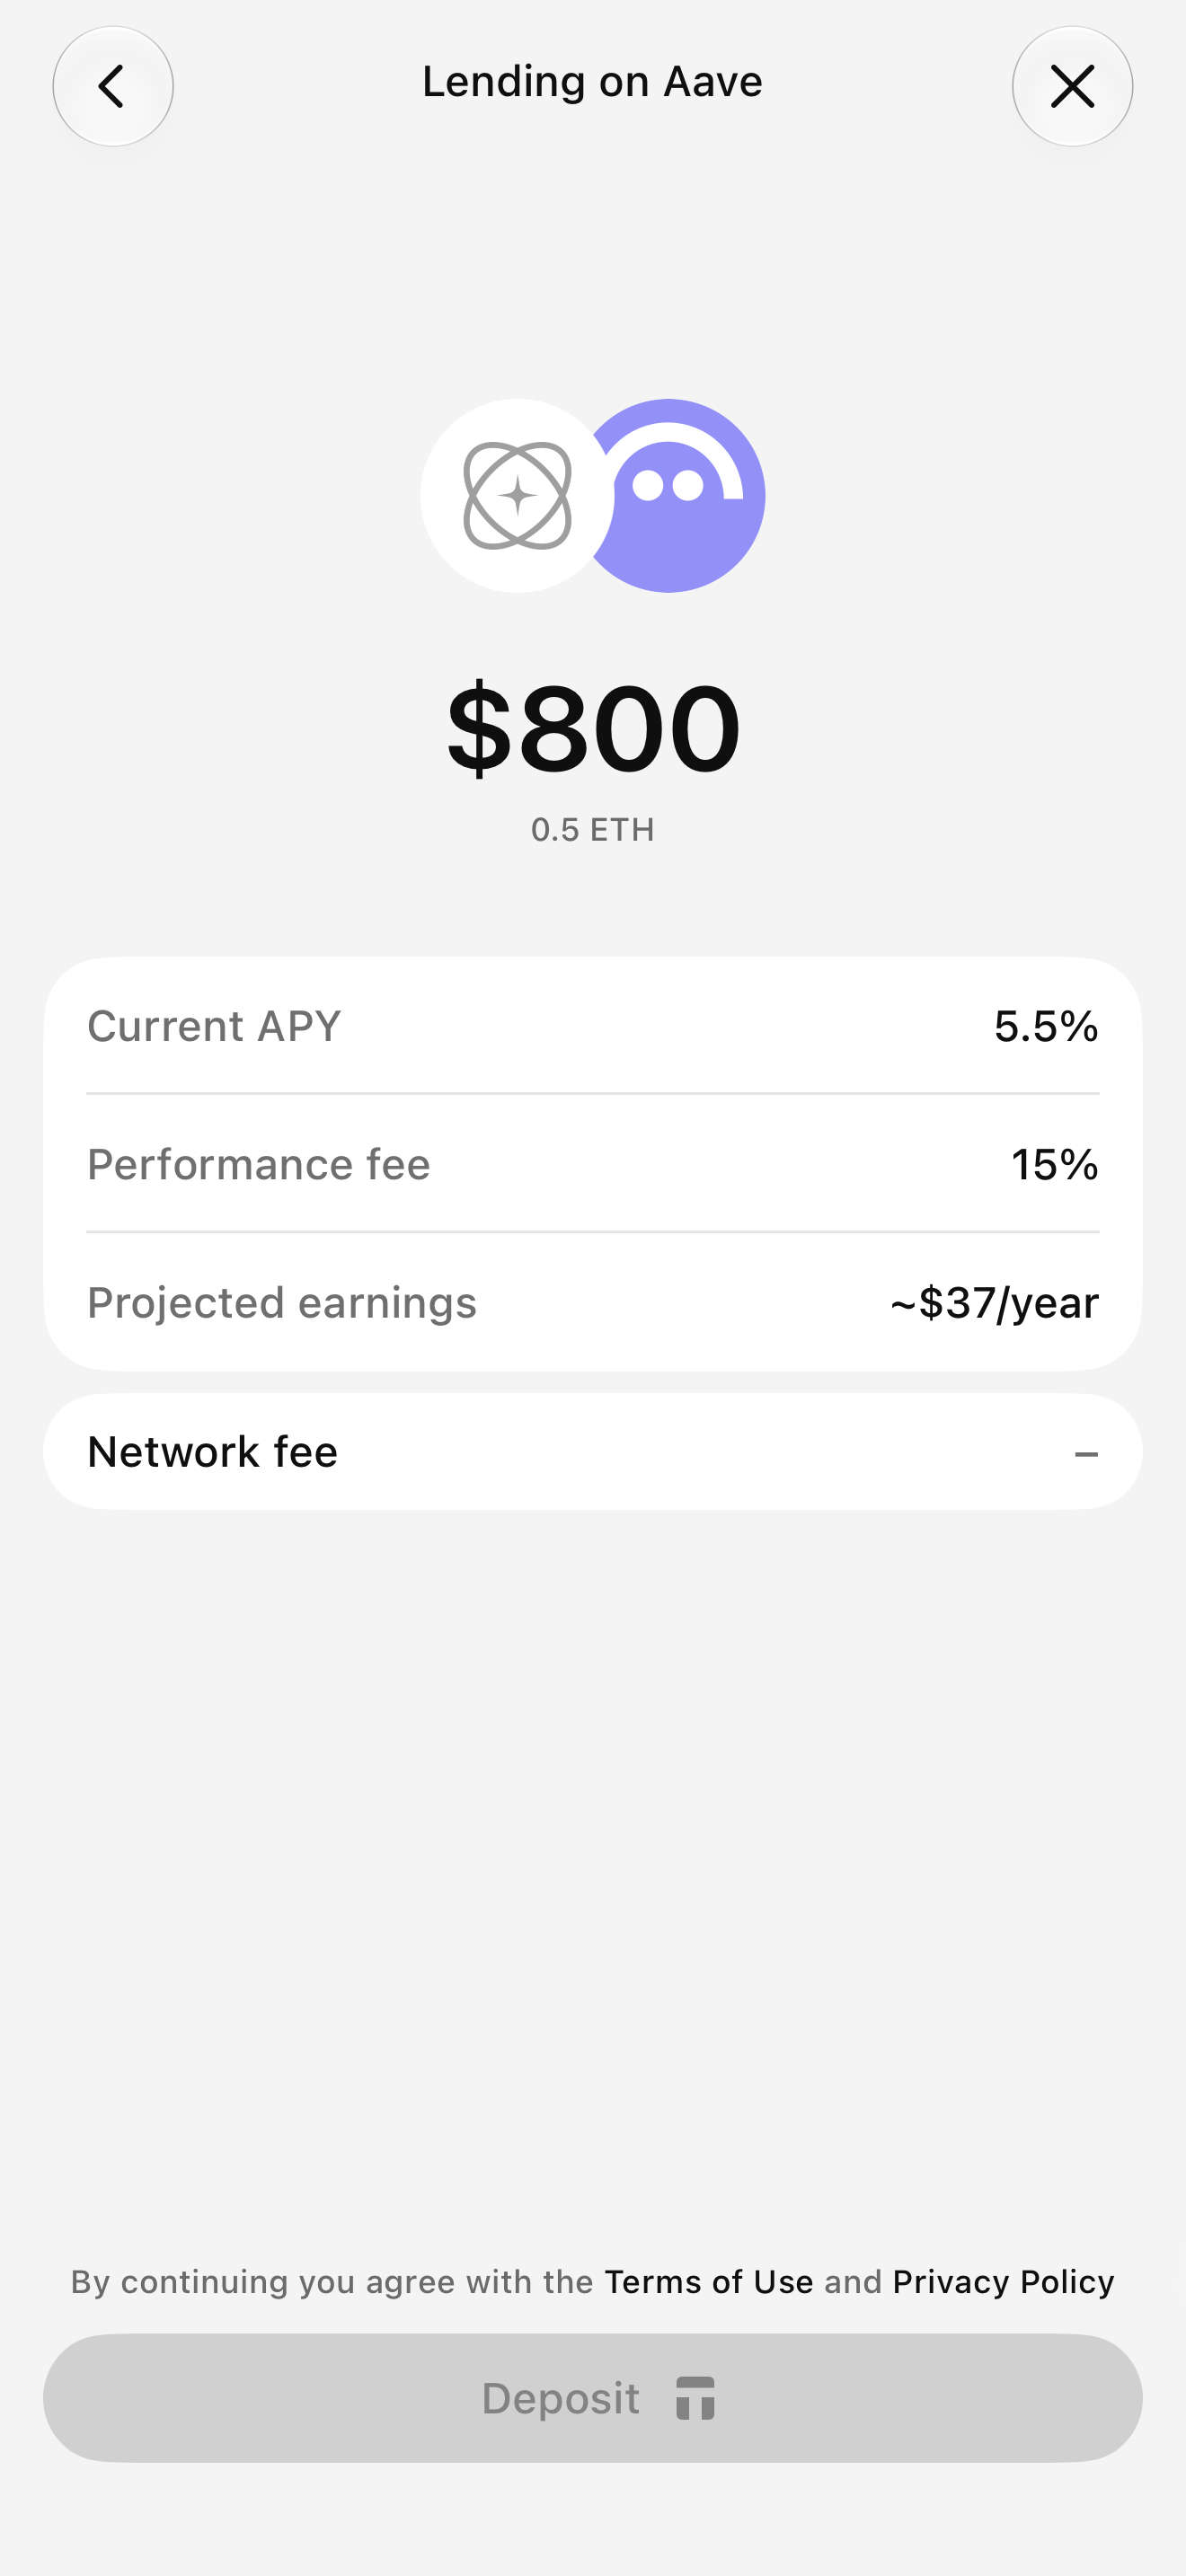 Lending on Aave
$800
0.5 ETH
Current APY 5.5%
Performance fee 15%
Projected earnings ~$37/year
Network fee –
By continuing you agree with the Terms of Use and Privacy Policy
Deposit